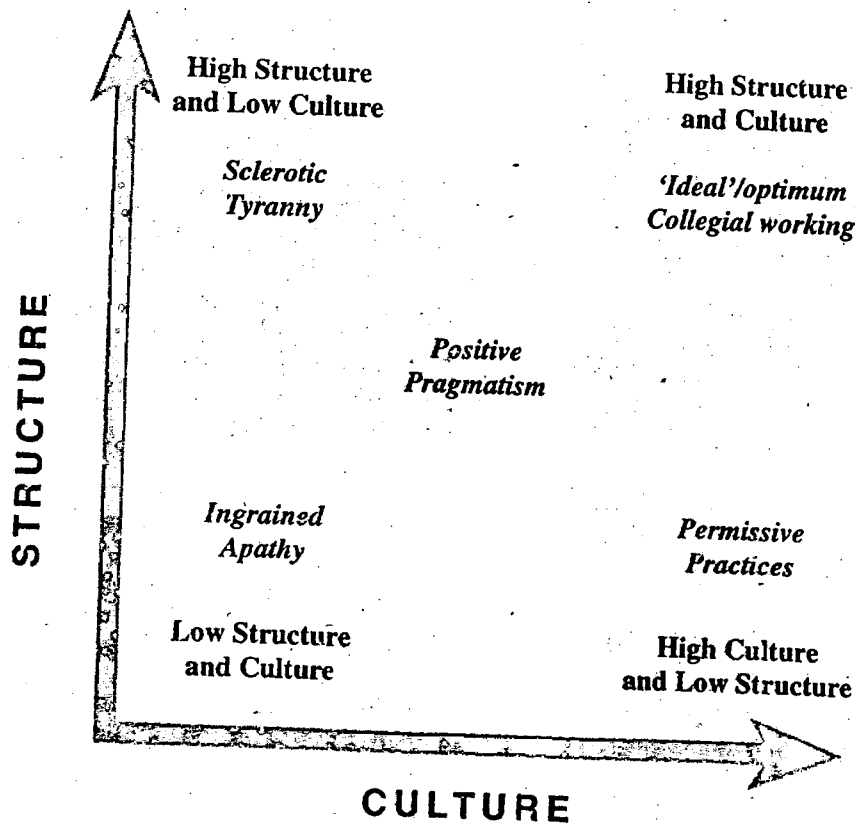 High Structure
and Low Culture
High Structure
and Culture
Sclerotic
Tyranny
'Ideal'/optimum
Collegial working
STRUCTURE
Positive
Pragmatism
Ingrained
Apathy
Permissive
Practices
Low Structure
and Culture
High Culture
and Low Structure
CULTURE